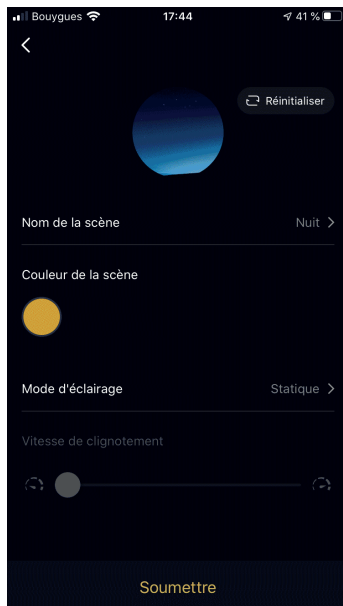 Bouygues 17:44 41 %
Réinitialiser
Nom de la scène Nuit
Couleur de la scène
Mode d'éclairage Statique
Vitesse de clignotement
Soumettre